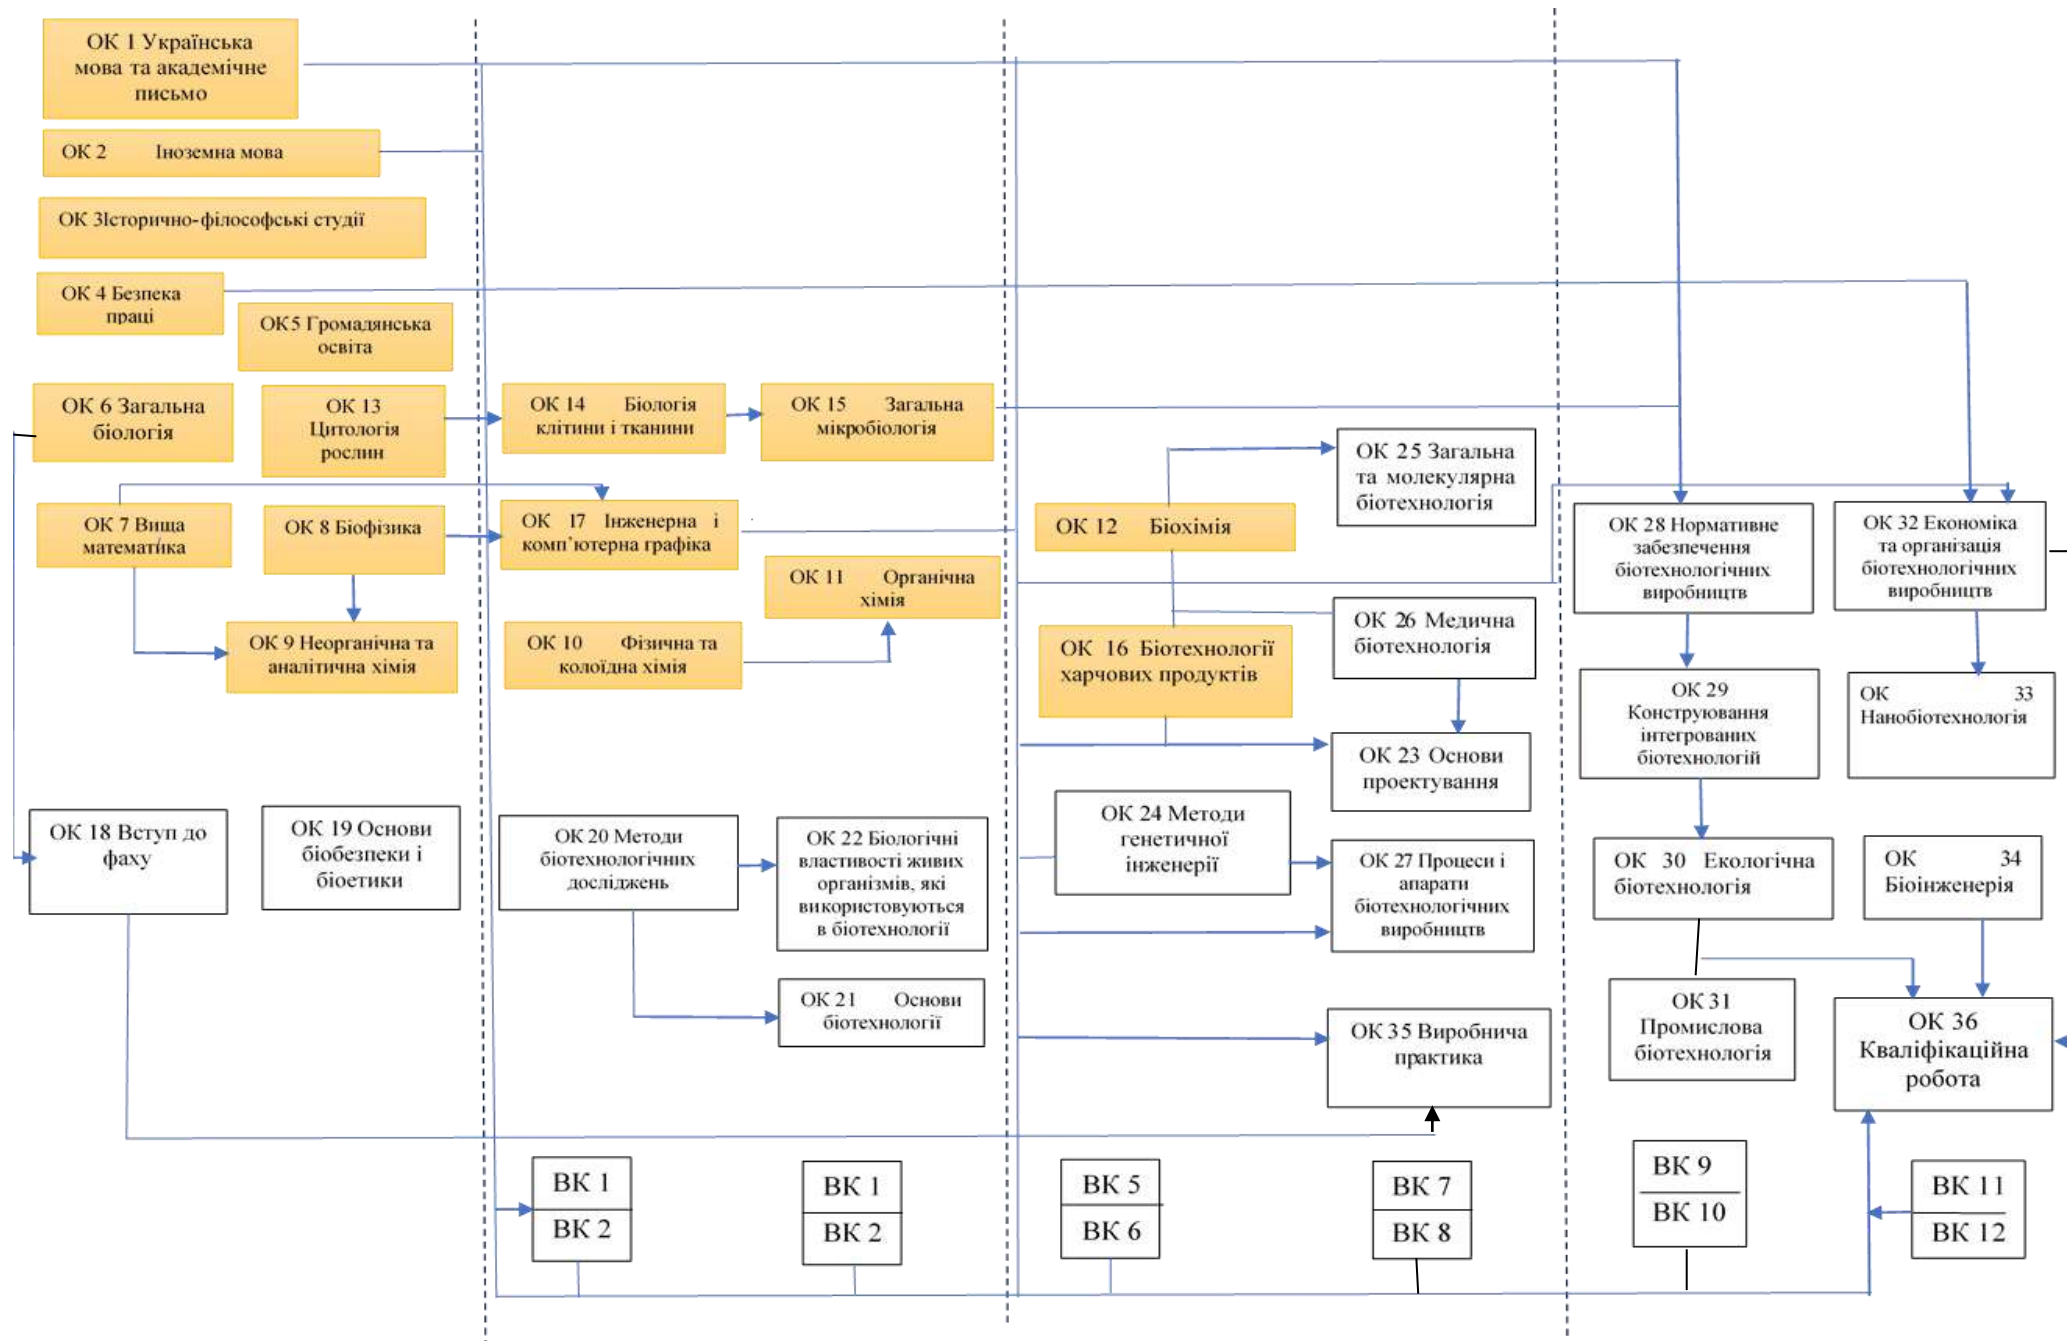 ОК 1 Українська
мова та академічне
письмо
ОК 2 Іноземна мова
ОК 3Історично-філософські студії
ОК 4 Безпека
праці
ОК5 Громадянська
освіта
ОК 6 Загальна
біологія
ОК 13
Цитологія
рослин
ОК 14 Біологія
клітини і тканини
ОК 15 Загальна
мікробіологія
ОК 7 Вища
математика
ОК 8 Біофізика
ОК 17 Інженерна і
комп’ютерна графіка
ОК 11 Органічна
хімія
ОК 9 Неорганічна та
аналітична хімія
ОК 10 Фізична та
колоїдна хімія
ОК 12 Біохімія
ОК 25 Загальна
та молекулярна
біотехнологія
ОК 26 Медична
біотехнологія
ОК 16 Біотехнології
харчових продуктів
ОК 23 Основи
проектування
ОК 28 Нормативне
забезпечення
біотехнологічних
виробництв
ОК 32 Економіка
та організація
біотехнологічних
виробництв
ОК 29
Конструювання
інтегрованих
біотехнологій
ОК 33
Нанобіотехнологія
ОК 18 Вступ до
фаху
ОК 19 Основи
біобезпеки і
біоетики
ОК 20 Методи
біотехнологічних
досліджень
ОК 22 Біологічні
властивості живих
організмів, які
використовуються
в біотехнології
ОК 21 Основи
біотехнології
ОК 24 Методи
генетичної
інженерії
ОК 27 Процеси і
апарати
біотехнологічних
виробництв
ОК 35 Виробнича
практика
ОК 30 Екологічна
біотехнологія
ОК 34
Біоінженерія
ОК 31
Промислова
біотехнологія
ОК 36
Кваліфікаційна
робота
ВК 1
ВК 2
ВК 1
ВК 2
ВК 5
ВК 6
ВК 7
ВК 8
ВК 9
ВК 10
ВК 11
ВК 12